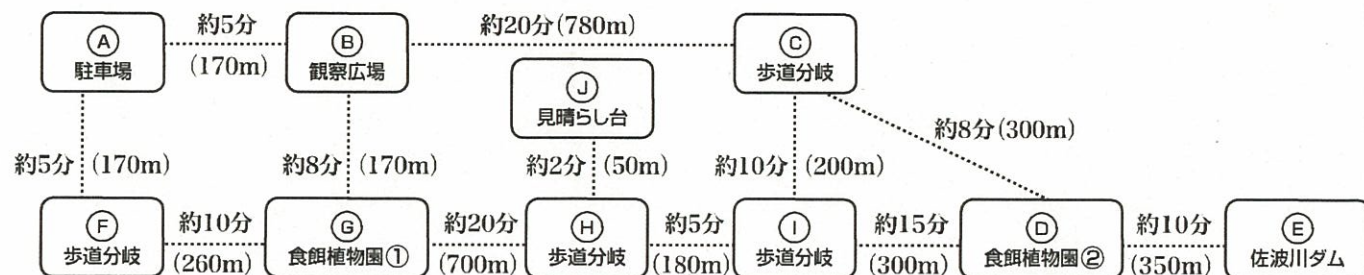 Ⓐ
駐車場
約5分
(170m)
Ⓑ
観察広場
約20分(780m)
Ⓒ
歩道分岐
Ⓙ
見晴らし台
約8分(300m)
約5分 (170m)
約8分 (170m)
約2分 (50m)
約10分 (200m)
Ⓕ
歩道分岐
約10分
(260m)
Ⓖ
食餌植物園①
約20分
(700m)
Ⓗ
歩道分岐
約5分
(180m)
Ⓘ
歩道分岐
約15分
(300m)
Ⓓ
食餌植物園②
約10分
(350m)
Ⓔ
佐波川ダム